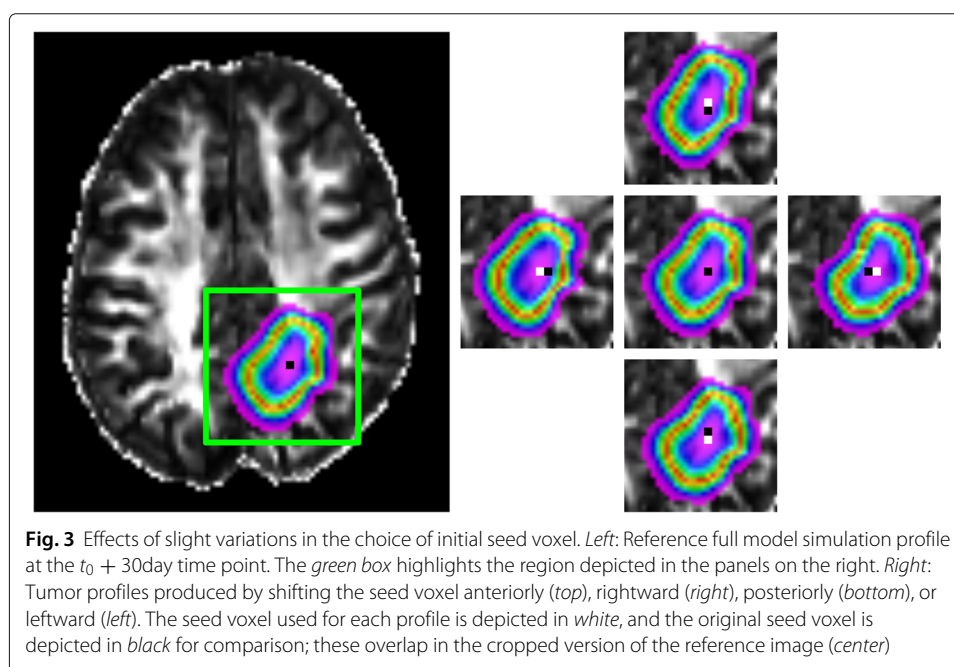 Fig. 3 Effects of slight variations in the choice of initial seed voxel. Left: Reference full model simulation profile
at the t0 + 30day time point. The green box highlights the region depicted in the panels on the right. Right:
Tumor profiles produced by shifting the seed voxel anteriorly (top), rightward (right), posteriorly (bottom), or
leftward (left). The seed voxel used for each profile is depicted in white, and the original seed voxel is
depicted in black for comparison; these overlap in the cropped version of the reference image (center)